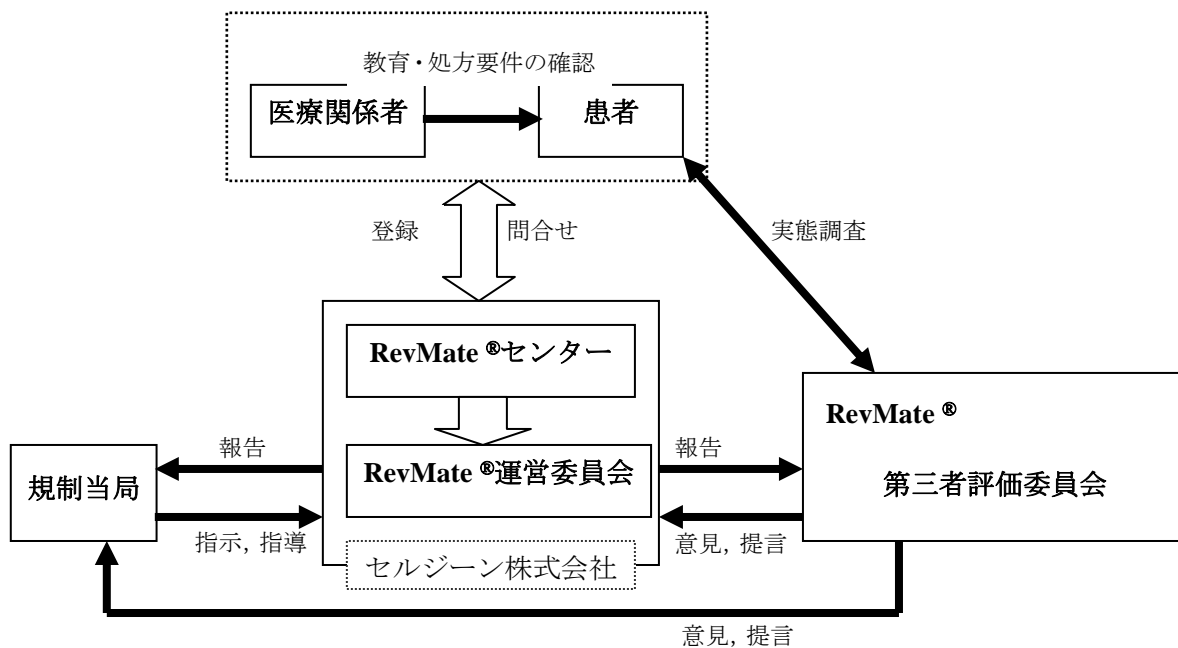 教育・処方要件の確認
医療関係者
患者
登録
問合せ
実態調査
RevMate ®センター
RevMate ®
報告
RevMate ®運営委員会
報告
規制当局
第三者評価委員会
指示, 指導
意見, 提言
セルジーン株式会社
意見, 提言